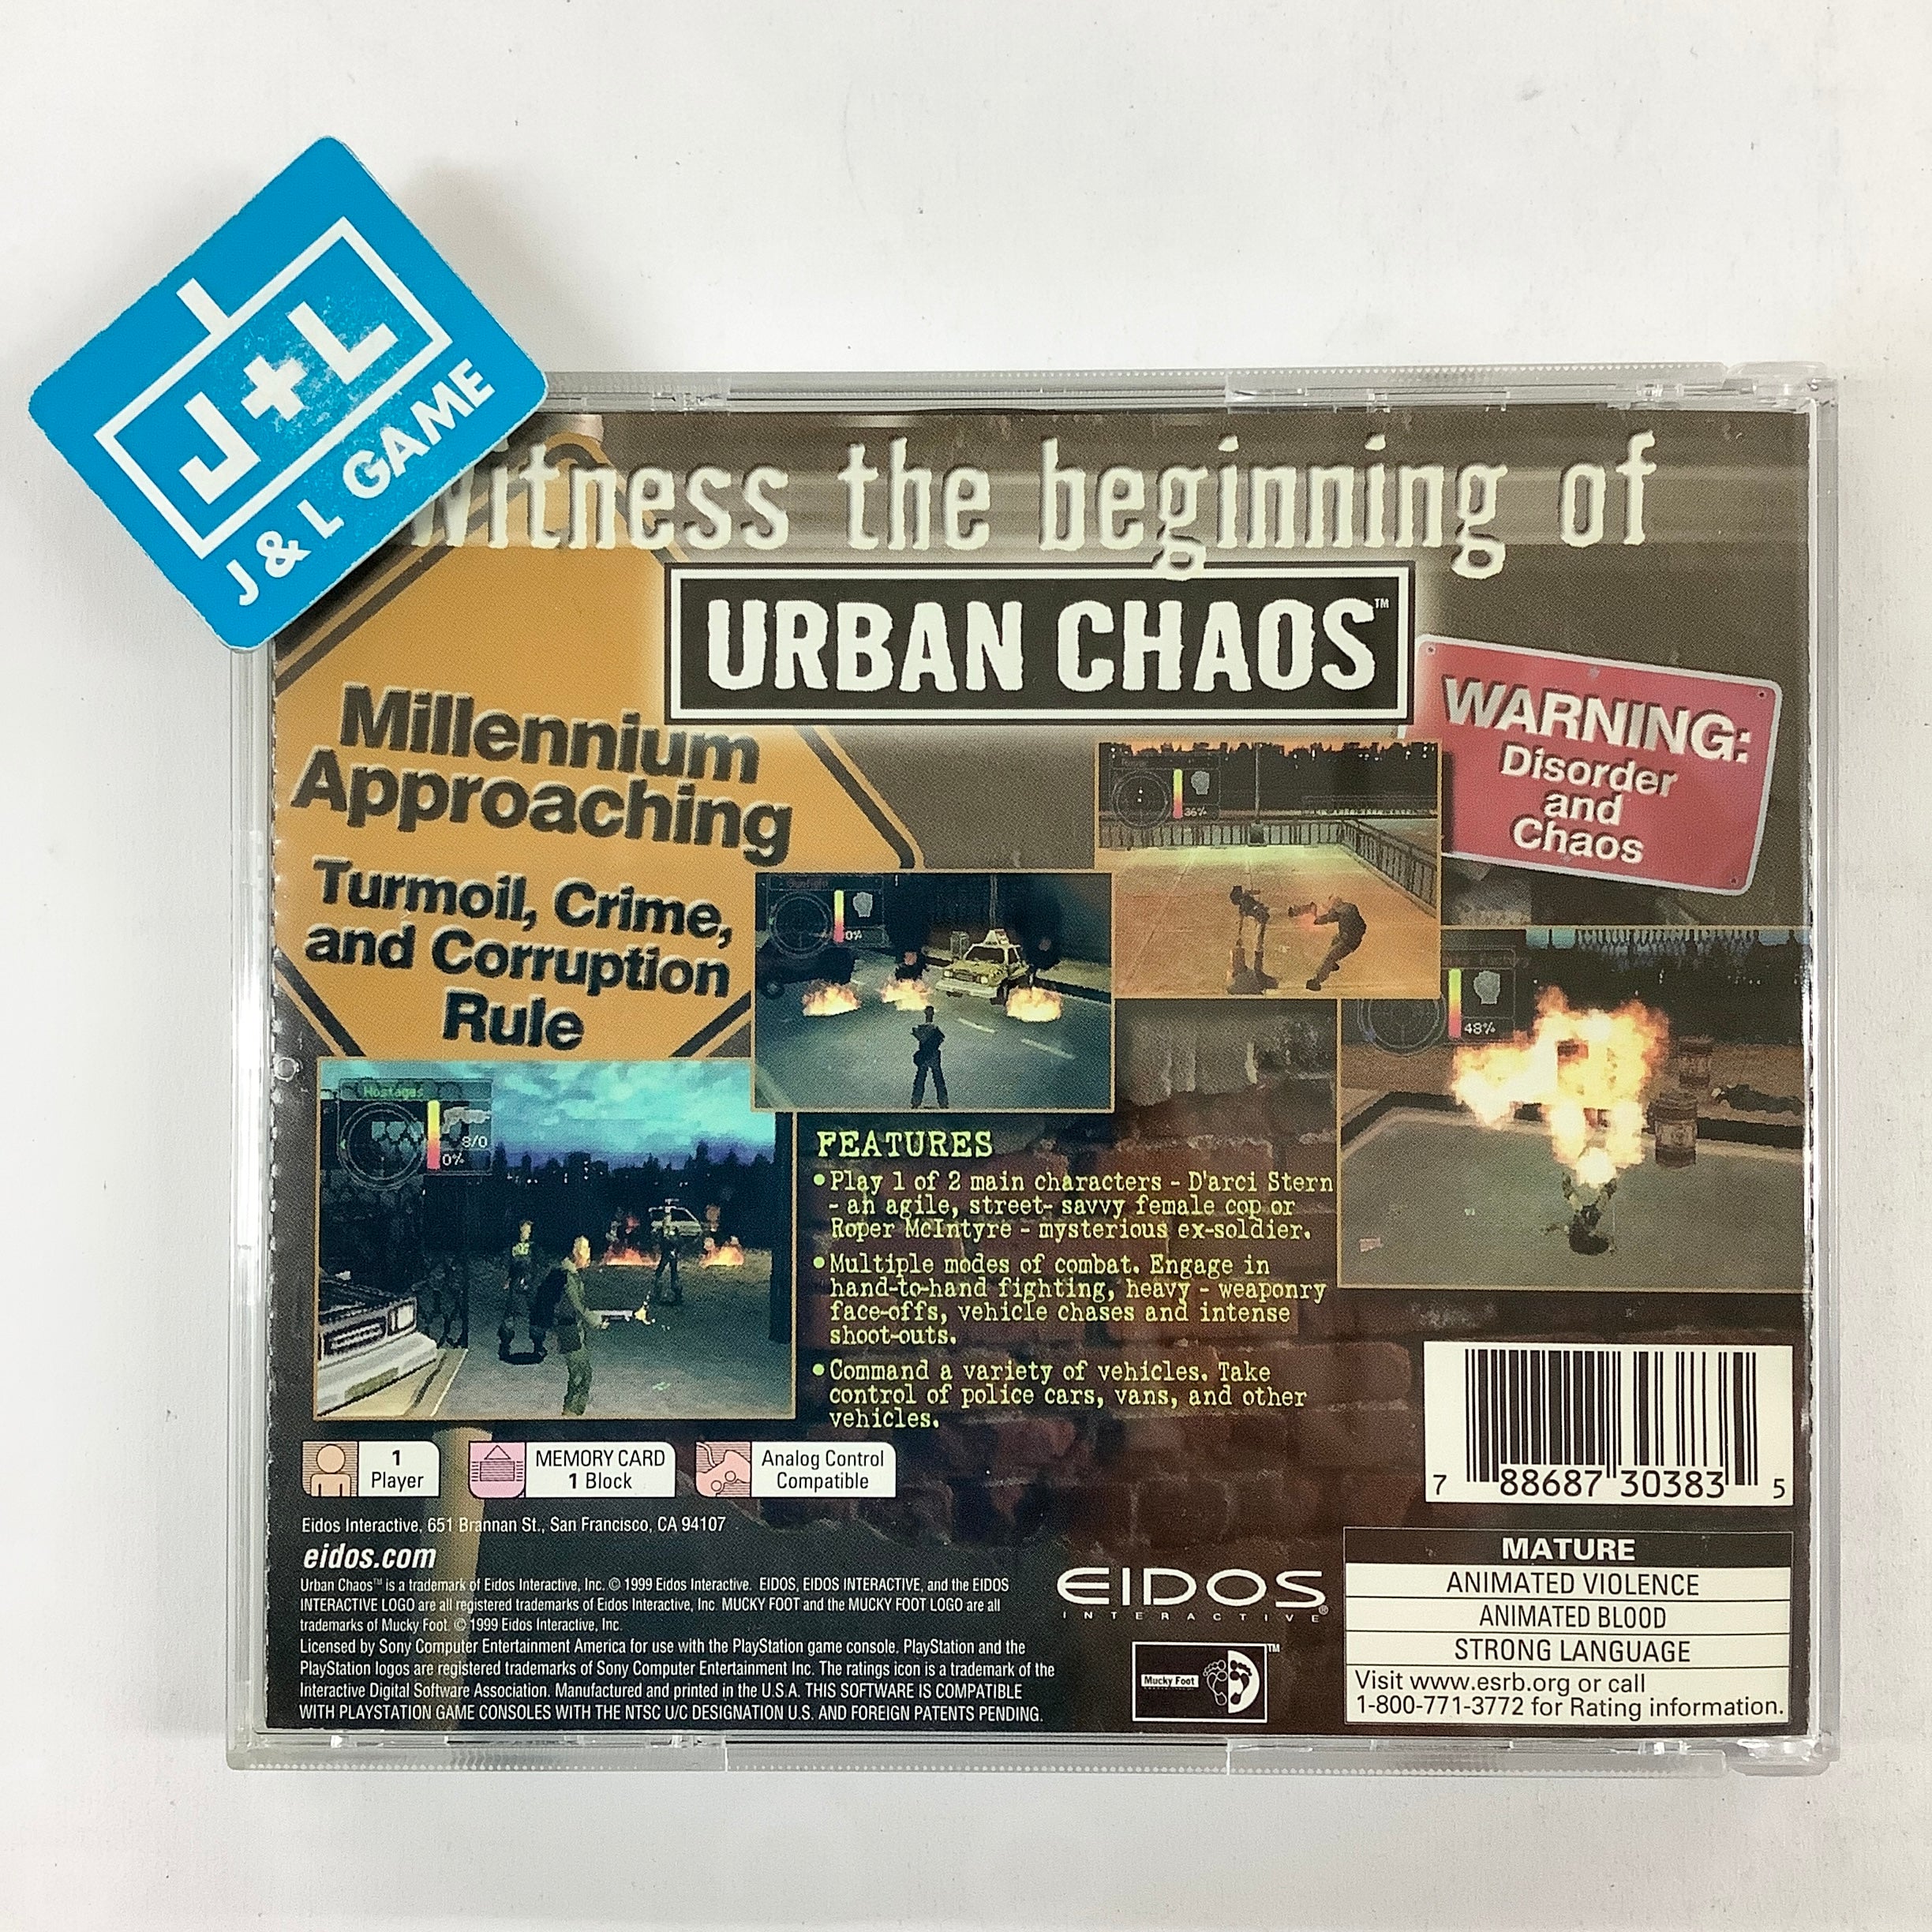 J+L
J & L GAME
Witness the beginning of
URBAN CHAOS™
WARNING:
Disorder
and
Chaos
Millennium
Approaching
Turmoil, Crime,
and Corruption
Rule
36%
0%
48%
Hostages
8/0
0%
FEATURES
•Play 1 of 2 main characters - D'arci Stern
- an agile, street- savvy female cop or
Roper McIntyre - mysterious ex-soldier.
•Multiple modes of combat. Engage in
hand-to-hand fighting, heavy - weaponry
face-offs, vehicle chases and intense
shoot-outs.
•Command a variety of vehicles. Take
control of police cars, vans, and other
vehicles.
1
Player
MEMORY CARD
1 Block
Analog Control
Compatible
7 88687 30383 5
Eidos Interactive, 651 Brannan St., San Francisco, CA 94107
eidos.com
Urban Chaos™ is a trademark of Eidos Interactive, Inc. © 1999 Eidos Interactive. EIDOS, EIDOS INTERACTIVE, and the EIDOS
INTERACTIVE LOGO are all registered trademarks of Eidos Interactive, Inc. MUCKY FOOT and the MUCKY FOOT LOGO are all
trademarks of Mucky Foot. © 1999 Eidos Interactive, Inc.
Licensed by Sony Computer Entertainment America for use with the PlayStation game console. PlayStation and the
PlayStation logos are registered trademarks of Sony Computer Entertainment Inc. The ratings icon is a trademark of the
Interactive Digital Software Association. Manufactured and printed in the U.S.A. THIS SOFTWARE IS COMPATIBLE
WITH PLAYSTATION GAME CONSOLES WITH THE NTSC U/C DESIGNATION U.S. AND FOREIGN PATENTS PENDING.
EIDOS
INTERACTIVE®
Mucky Foot
TM
MATURE
ANIMATED VIOLENCE
ANIMATED BLOOD
STRONG LANGUAGE
Visit www.esrb.org or call
1-800-771-3772 for Rating information.